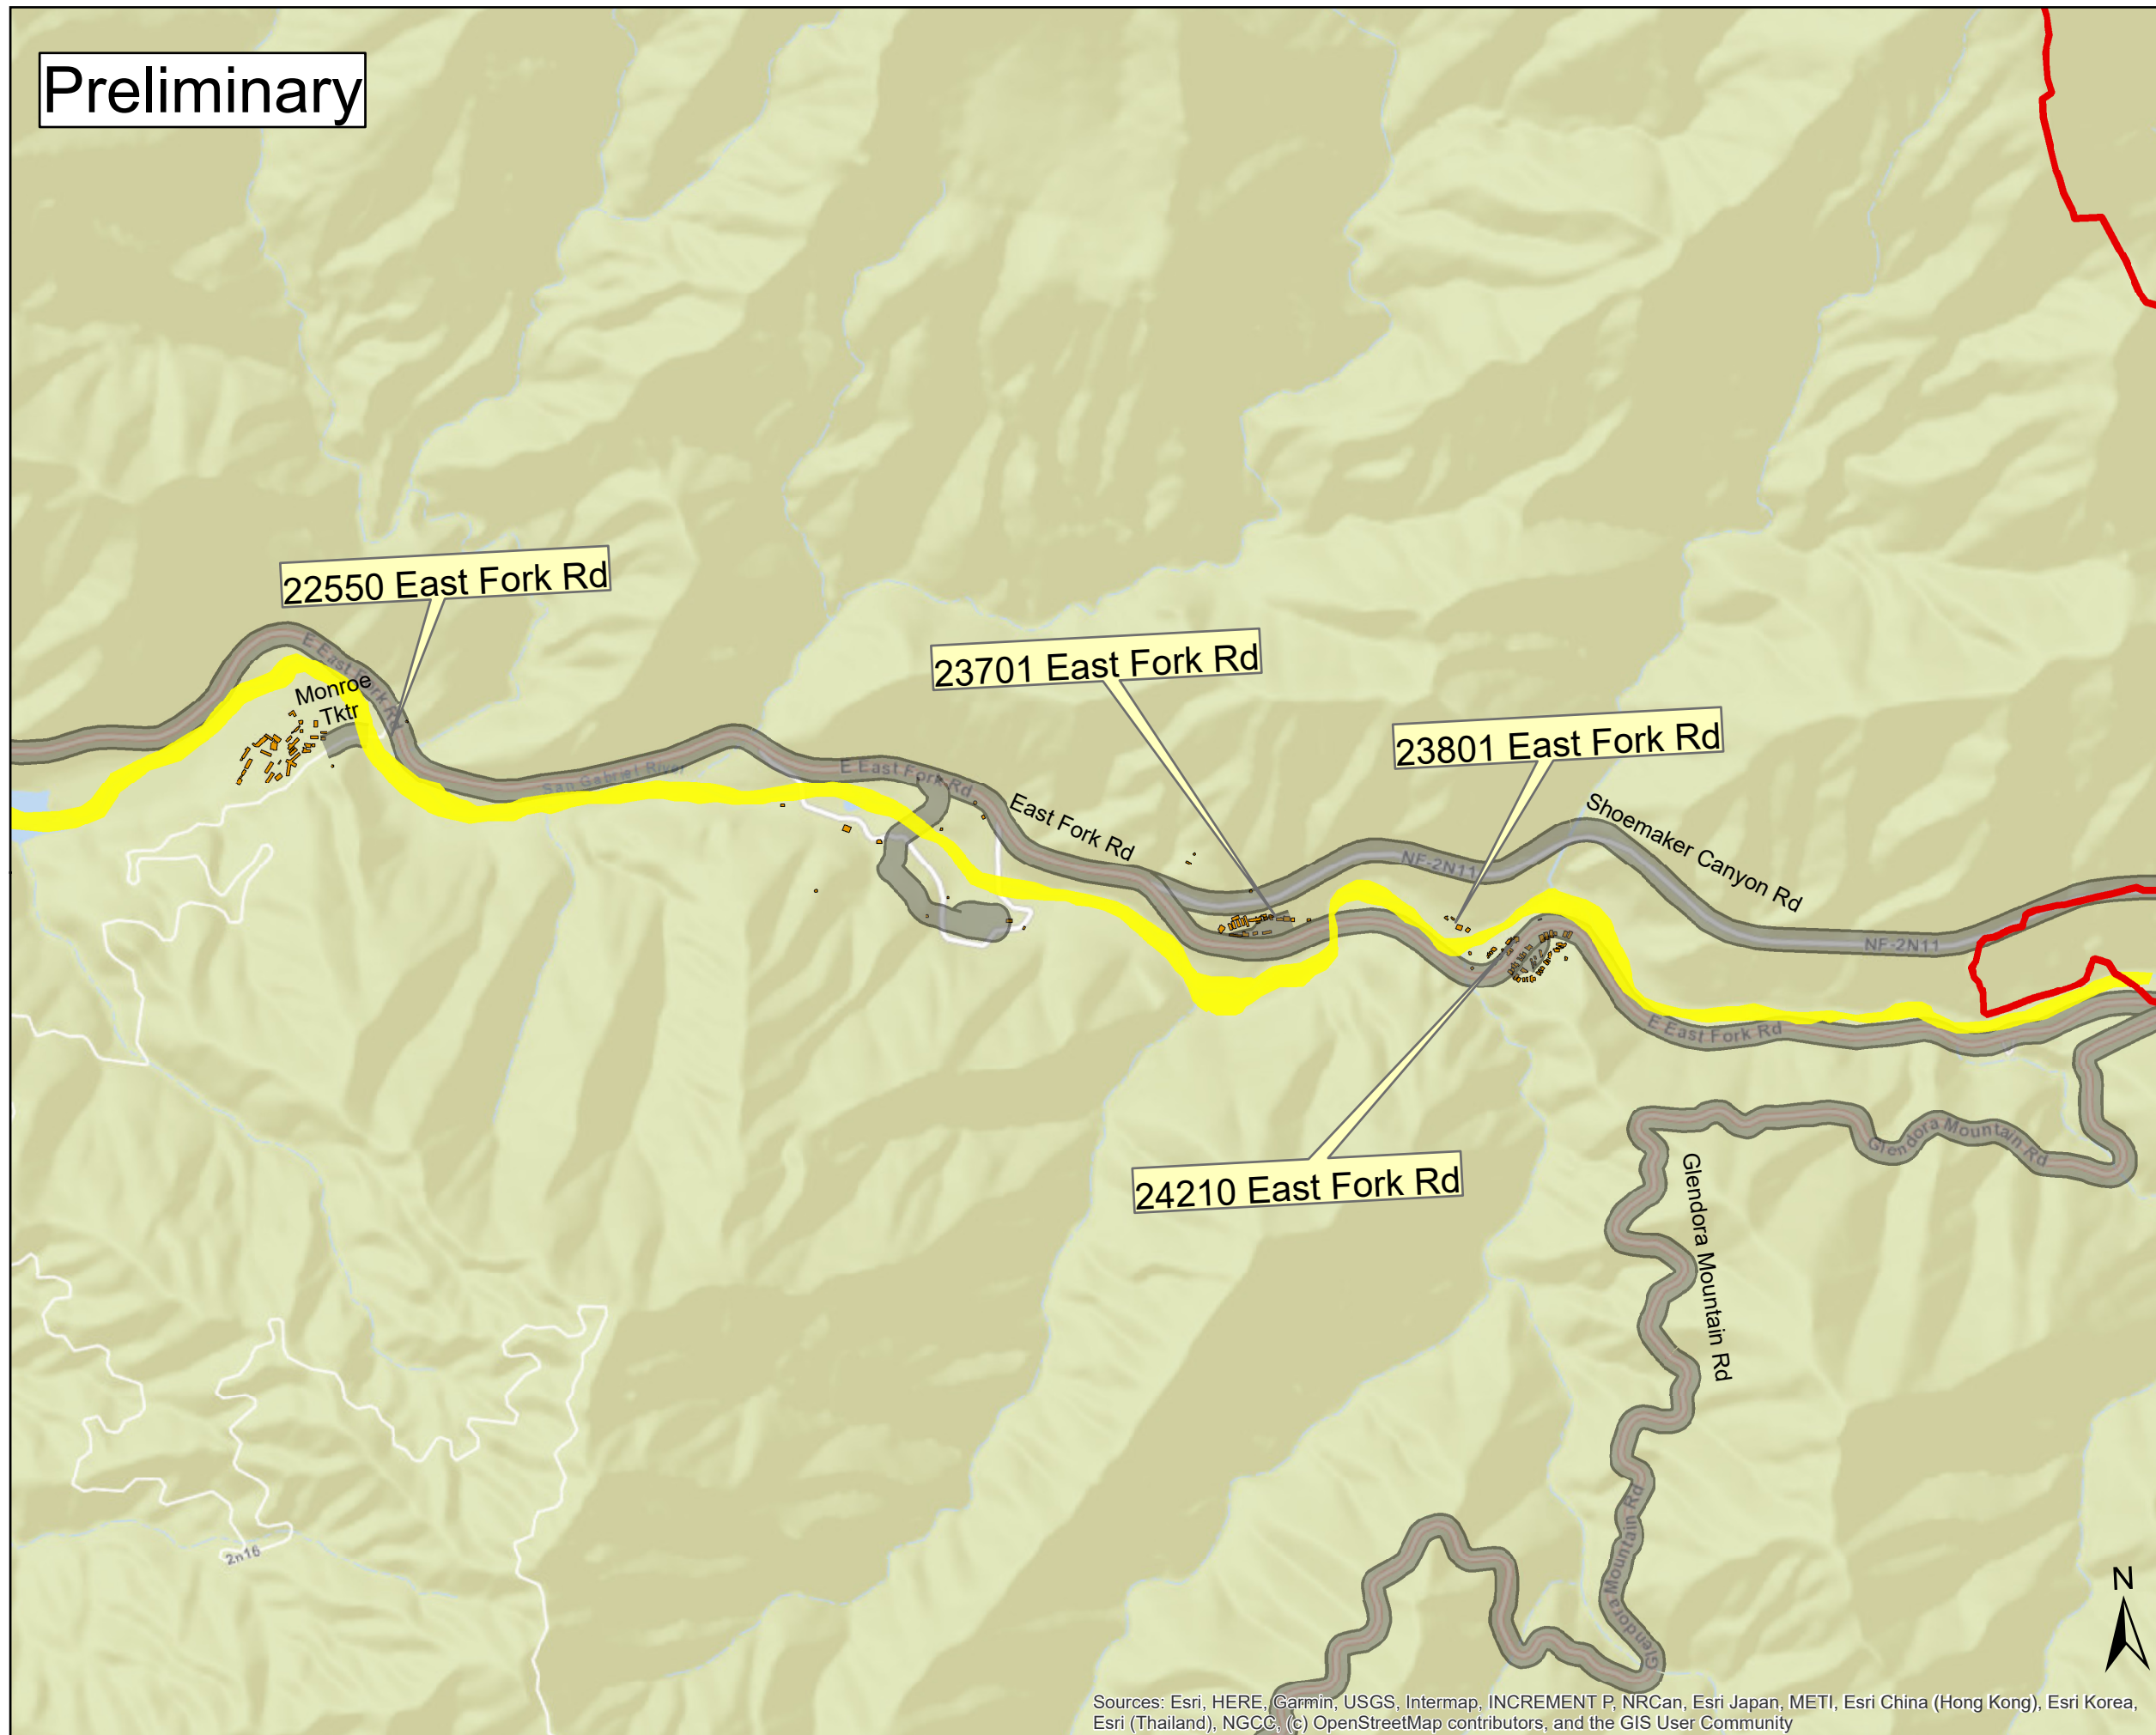 Preliminary
22550 East Fork Rd
E East Fork Rd
Monroe
Tktr
23701 East Fork Rd
23801 East Fork Rd
San Gabriel River
E East Fork Rd
East Fork Rd
Shoemaker Canyon Rd
NF-2N11
NF-2N11
E East Fork Rd
24210 East Fork Rd
Glendora Mountain Rd
Glendora Mountain Rd
Glendora Mountain Rd
2n16
Glendora
N
Sources: Esri, HERE, Garmin, USGS, Intermap, INCREMENT P, NRCan, Esri Japan, METI, Esri China (Hong Kong), Esri Korea,
Esri (Thailand), NGCC, (c) OpenStreetMap contributors, and the GIS User Community